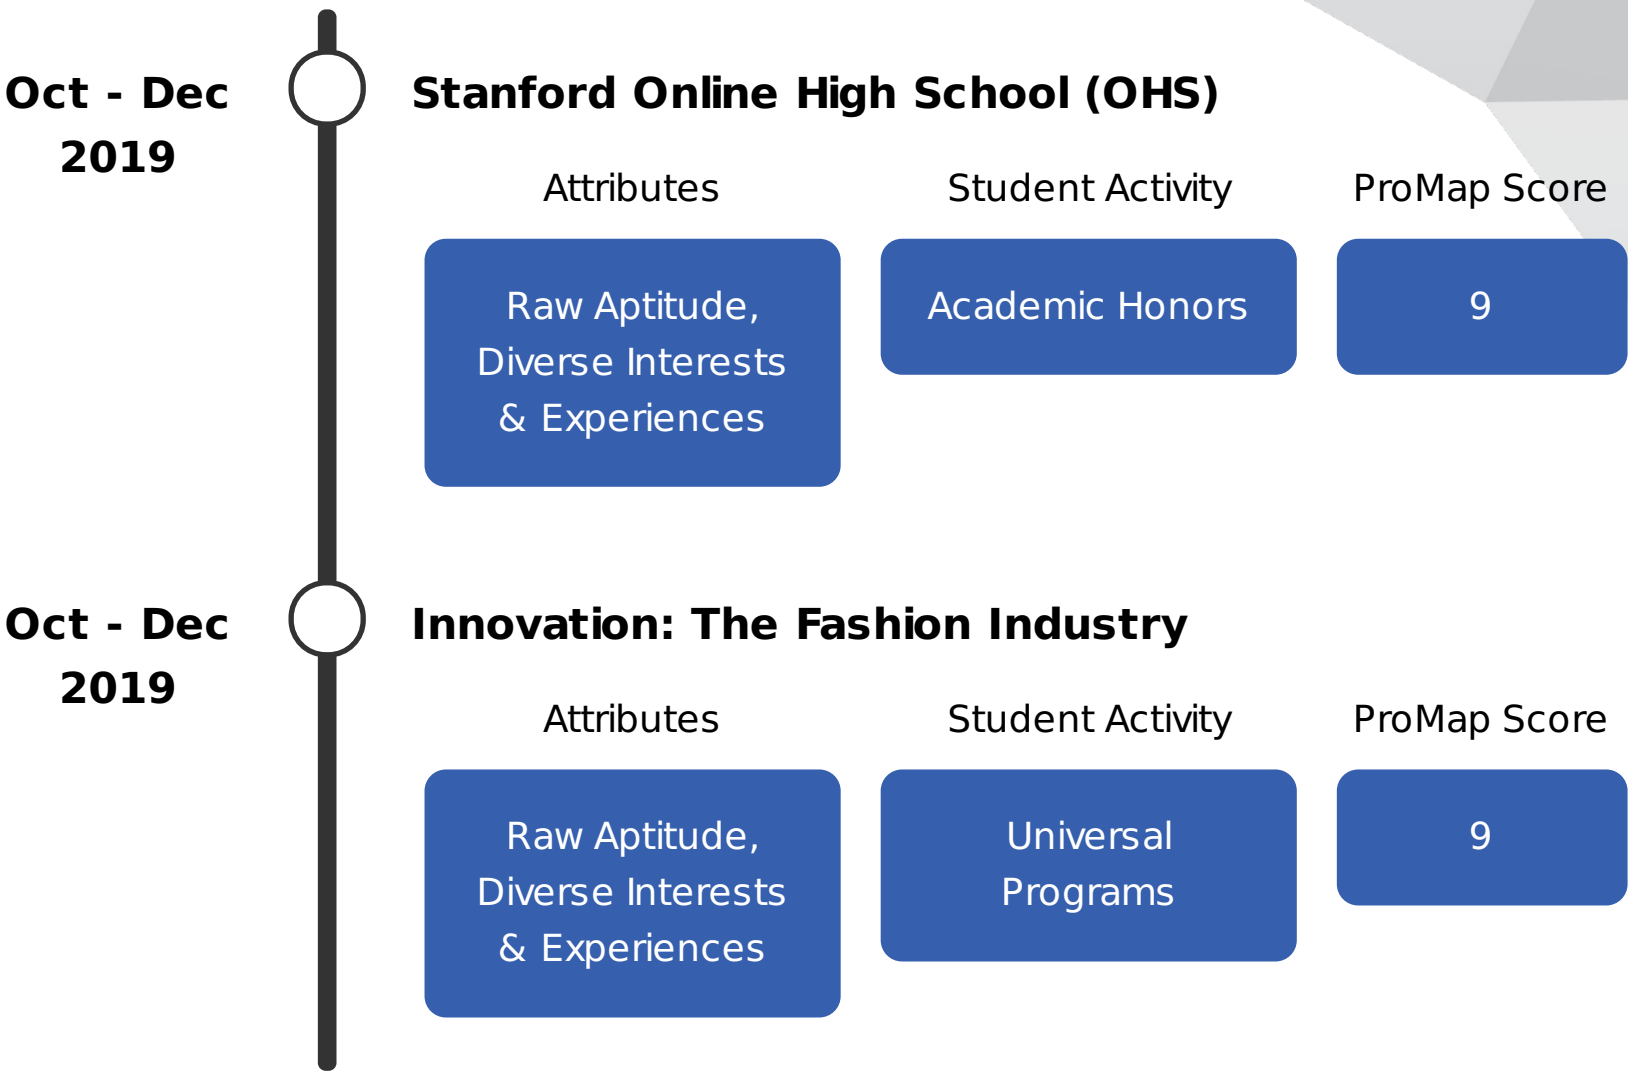 Oct - Dec
2019
Stanford Online High School (OHS)
Attributes
Student Activity
ProMap Score
Raw Aptitude,
Diverse Interests
& Experiences
Academic Honors
9
Oct - Dec
2019
Innovation: The Fashion Industry
Attributes
Student Activity
ProMap Score
Raw Aptitude,
Diverse Interests
& Experiences
Universal
Programs
9